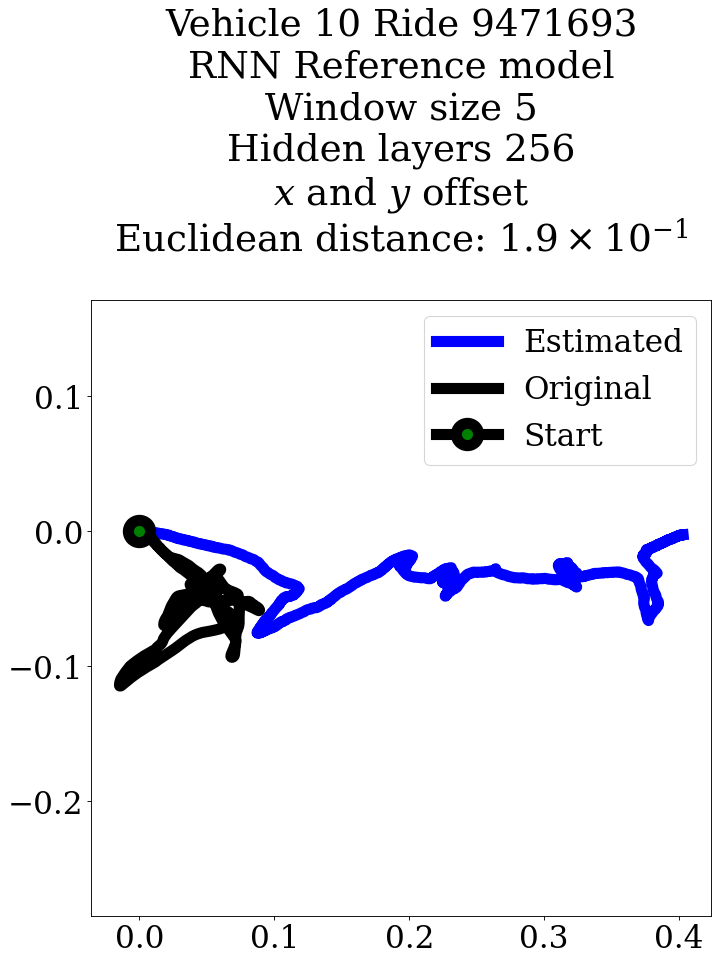 Vehicle 10 Ride 9471693
RNN Reference model
Window size 5
Hidden layers 256
x and y offset
Euclidean distance: 1.9 × 10⁻¹
Estimated
Original
Start
0.1
0.0
−0.1
−0.2
0.0 0.1 0.2 0.3 0.4